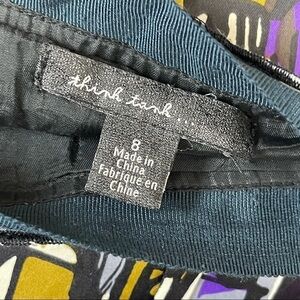 think tank...
8
Made in
China
Fabriqué en
Chine